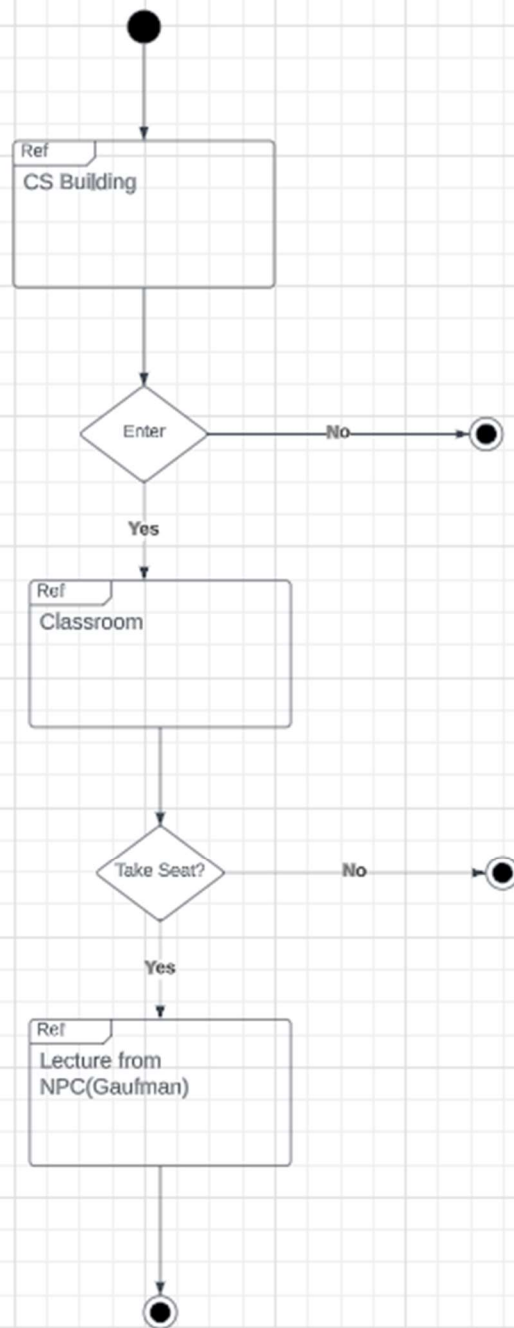 Ref
CS Building
Enter
No
Yes
Ref
Classroom
Take Seat?
No
Yes
Ref
Lecture from
NPC(Gaufman)